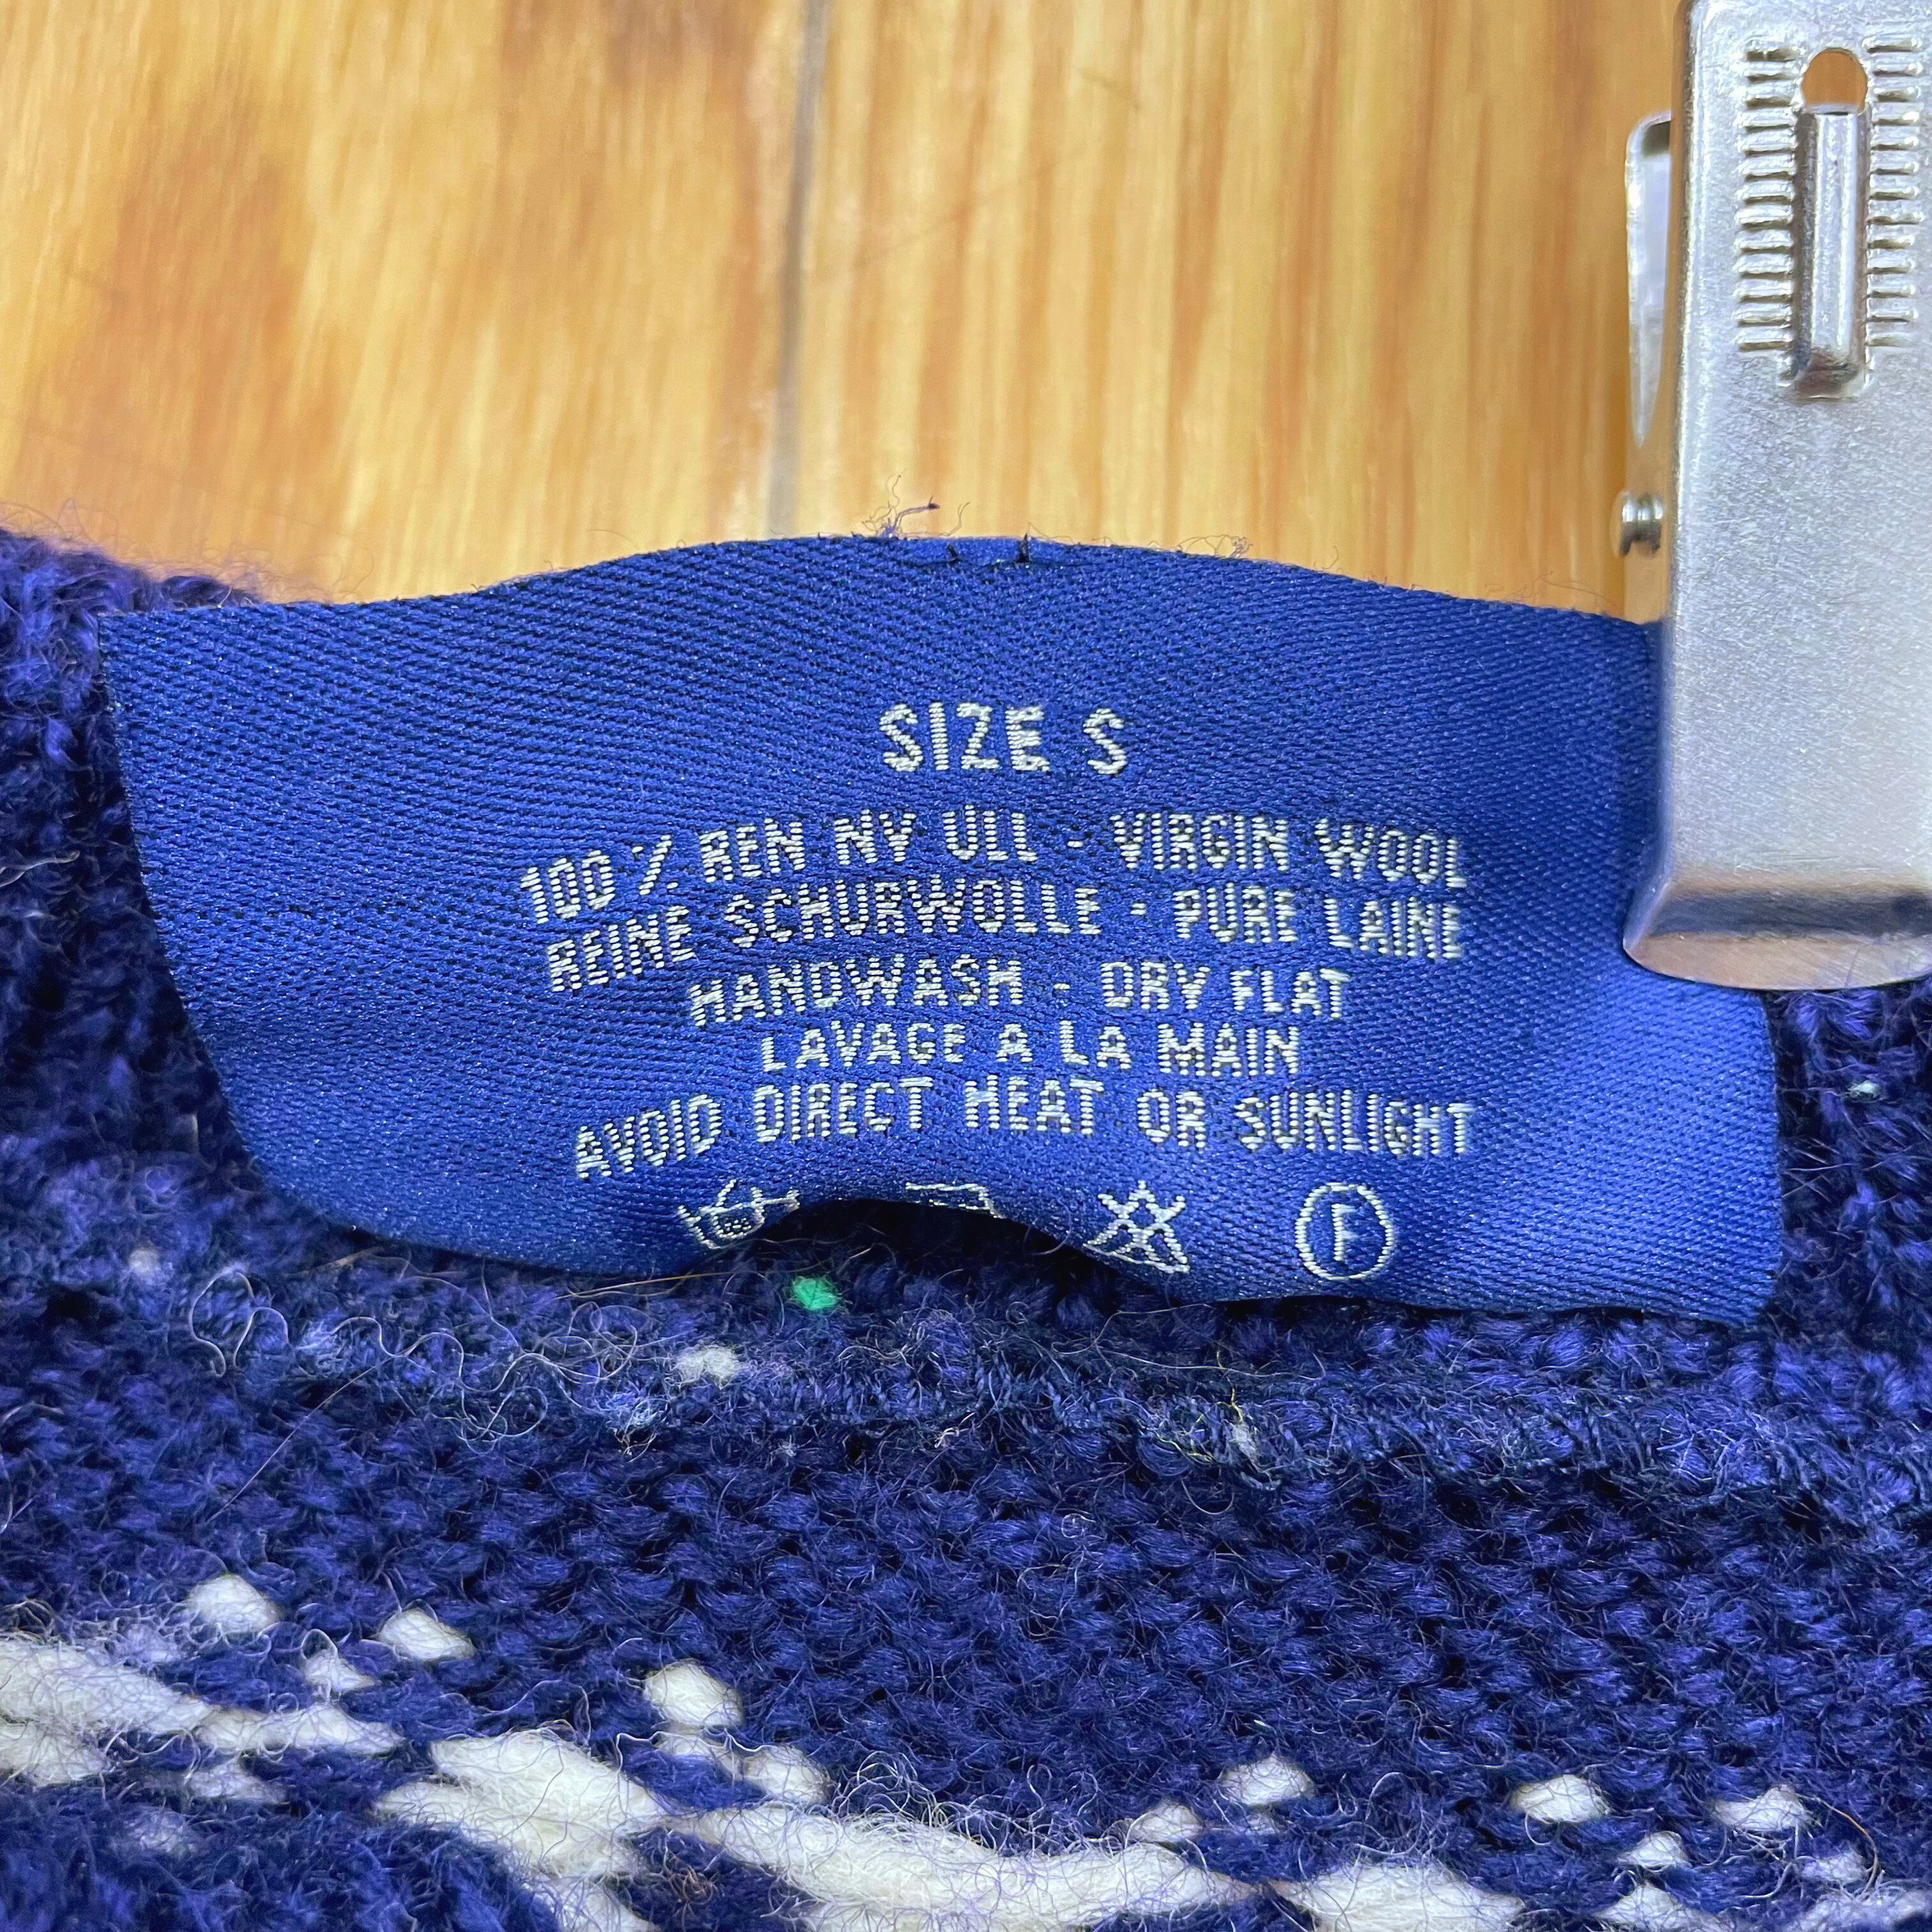 SIZE S
100 % REN NY ULL - VIRGIN WOOL
REINE SCHURWOLLE - PURE LAINE
HANDWASH - DRY FLAT
LAVAGE A LA MAIN
AVOID DIRECT HEAT OR SUNLIGHT
F